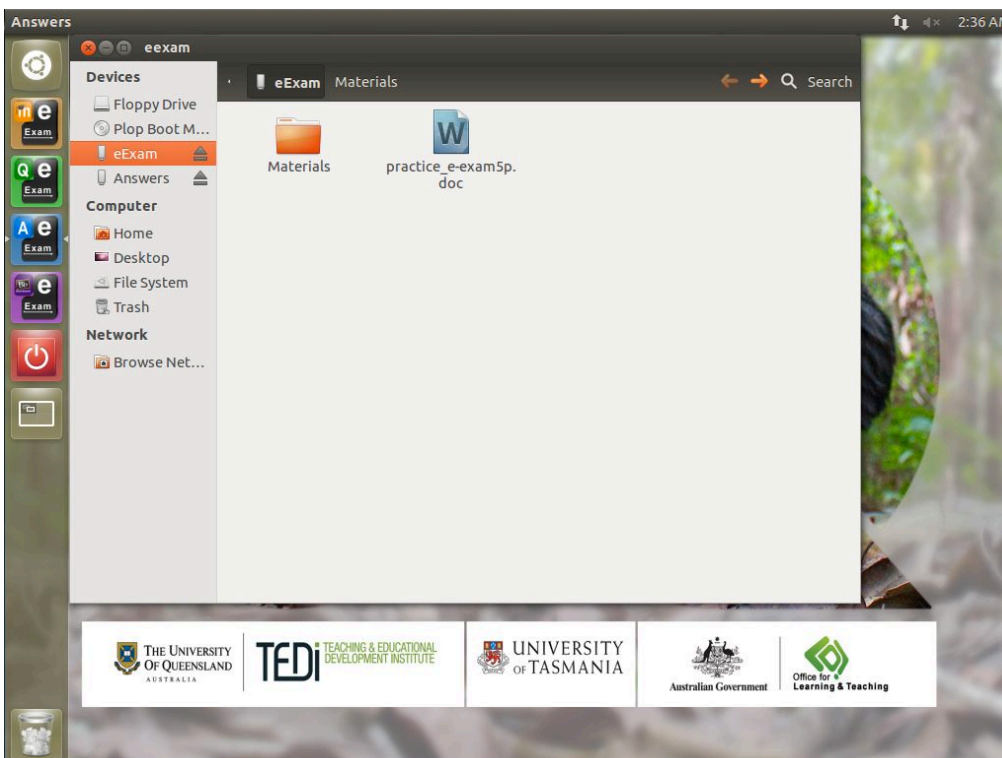 Answers
2:36 AM
eexam
Devices
Floppy Drive
Plop Boot M...
eExam
Answers
Computer
Home
Desktop
File System
Trash
Network
Browse Net...
eExam Materials
Search
Materials
practice_e-exam5p.
doc
m e
Exam
Q e
Exam
A e
Exam
e
Exam
THE UNIVERSITY
OF QUEENSLAND
AUSTRALIA
TEDi
TEACHING & EDUCATIONAL
DEVELOPMENT INSTITUTE
UNIVERSITY
OF TASMANIA
Australian Government
Office for
Learning & Teaching